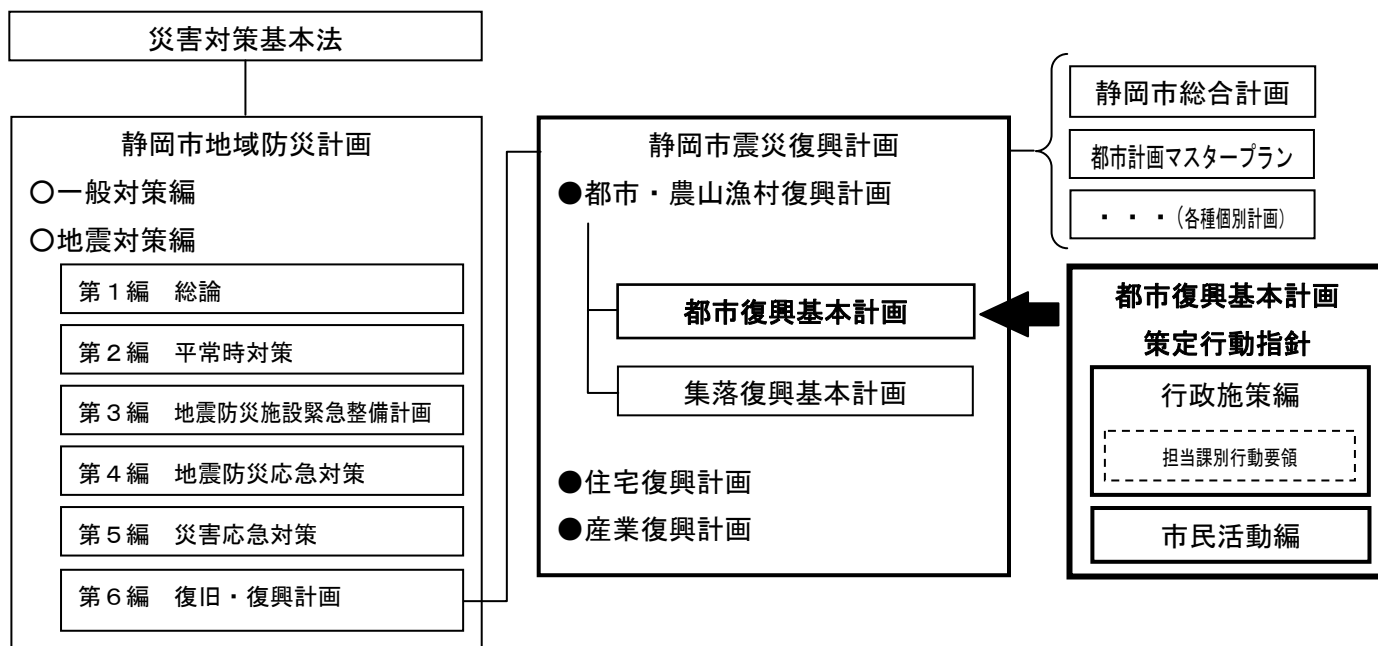 災害対策基本法
静岡市地域防災計画
○一般対策編
○地震対策編
第1編 総論
第2編 平常時対策
第3編 地震防災施設緊急整備計画
第4編 地震防災応急対策
第5編 災害応急対策
第6編 復旧・復興計画
静岡市震災復興計画
●都市・農山漁村復興計画
都市復興基本計画
集落復興基本計画
●住宅復興計画
●産業復興計画
静岡市総合計画
都市計画マスタープラン
・・・(各種個別計画)
都市復興基本計画
策定行動指針
行政施策編
担当課別行動要領
市民活動編